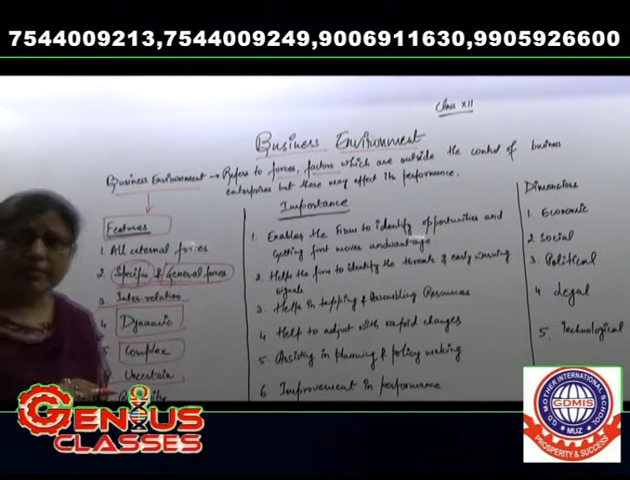 7544009213,7544009249,9006911630,9905926600
Class XII
Business Environment
Business Environment → Refers to forces, factors which are outside the control of business
enterprises but these may affect its performance.
Features
1. All external forces
2. Specific & General forces
3. Inter-relation
4 Dynamic
5 Complex
Uncertain
Importance
1. Enables the firm to identify opportunities and
getting first movers
2. Helps the firm to identify the threats & early warning
signals
3. Helps in tapping & Assembling Resources
4 Help to adjust with rapid changes
5. Assisting in planning & policy making
6 Improvement in performance
Dimensions
1. Economic
2 Social
3. Political
4 Legal
5. Technological
GENIUS
CLASSES
G.D. MOTHER INTERNATIONAL SCHOOL
GDMIS
MUZ
PROSPERITY & SUCCESS